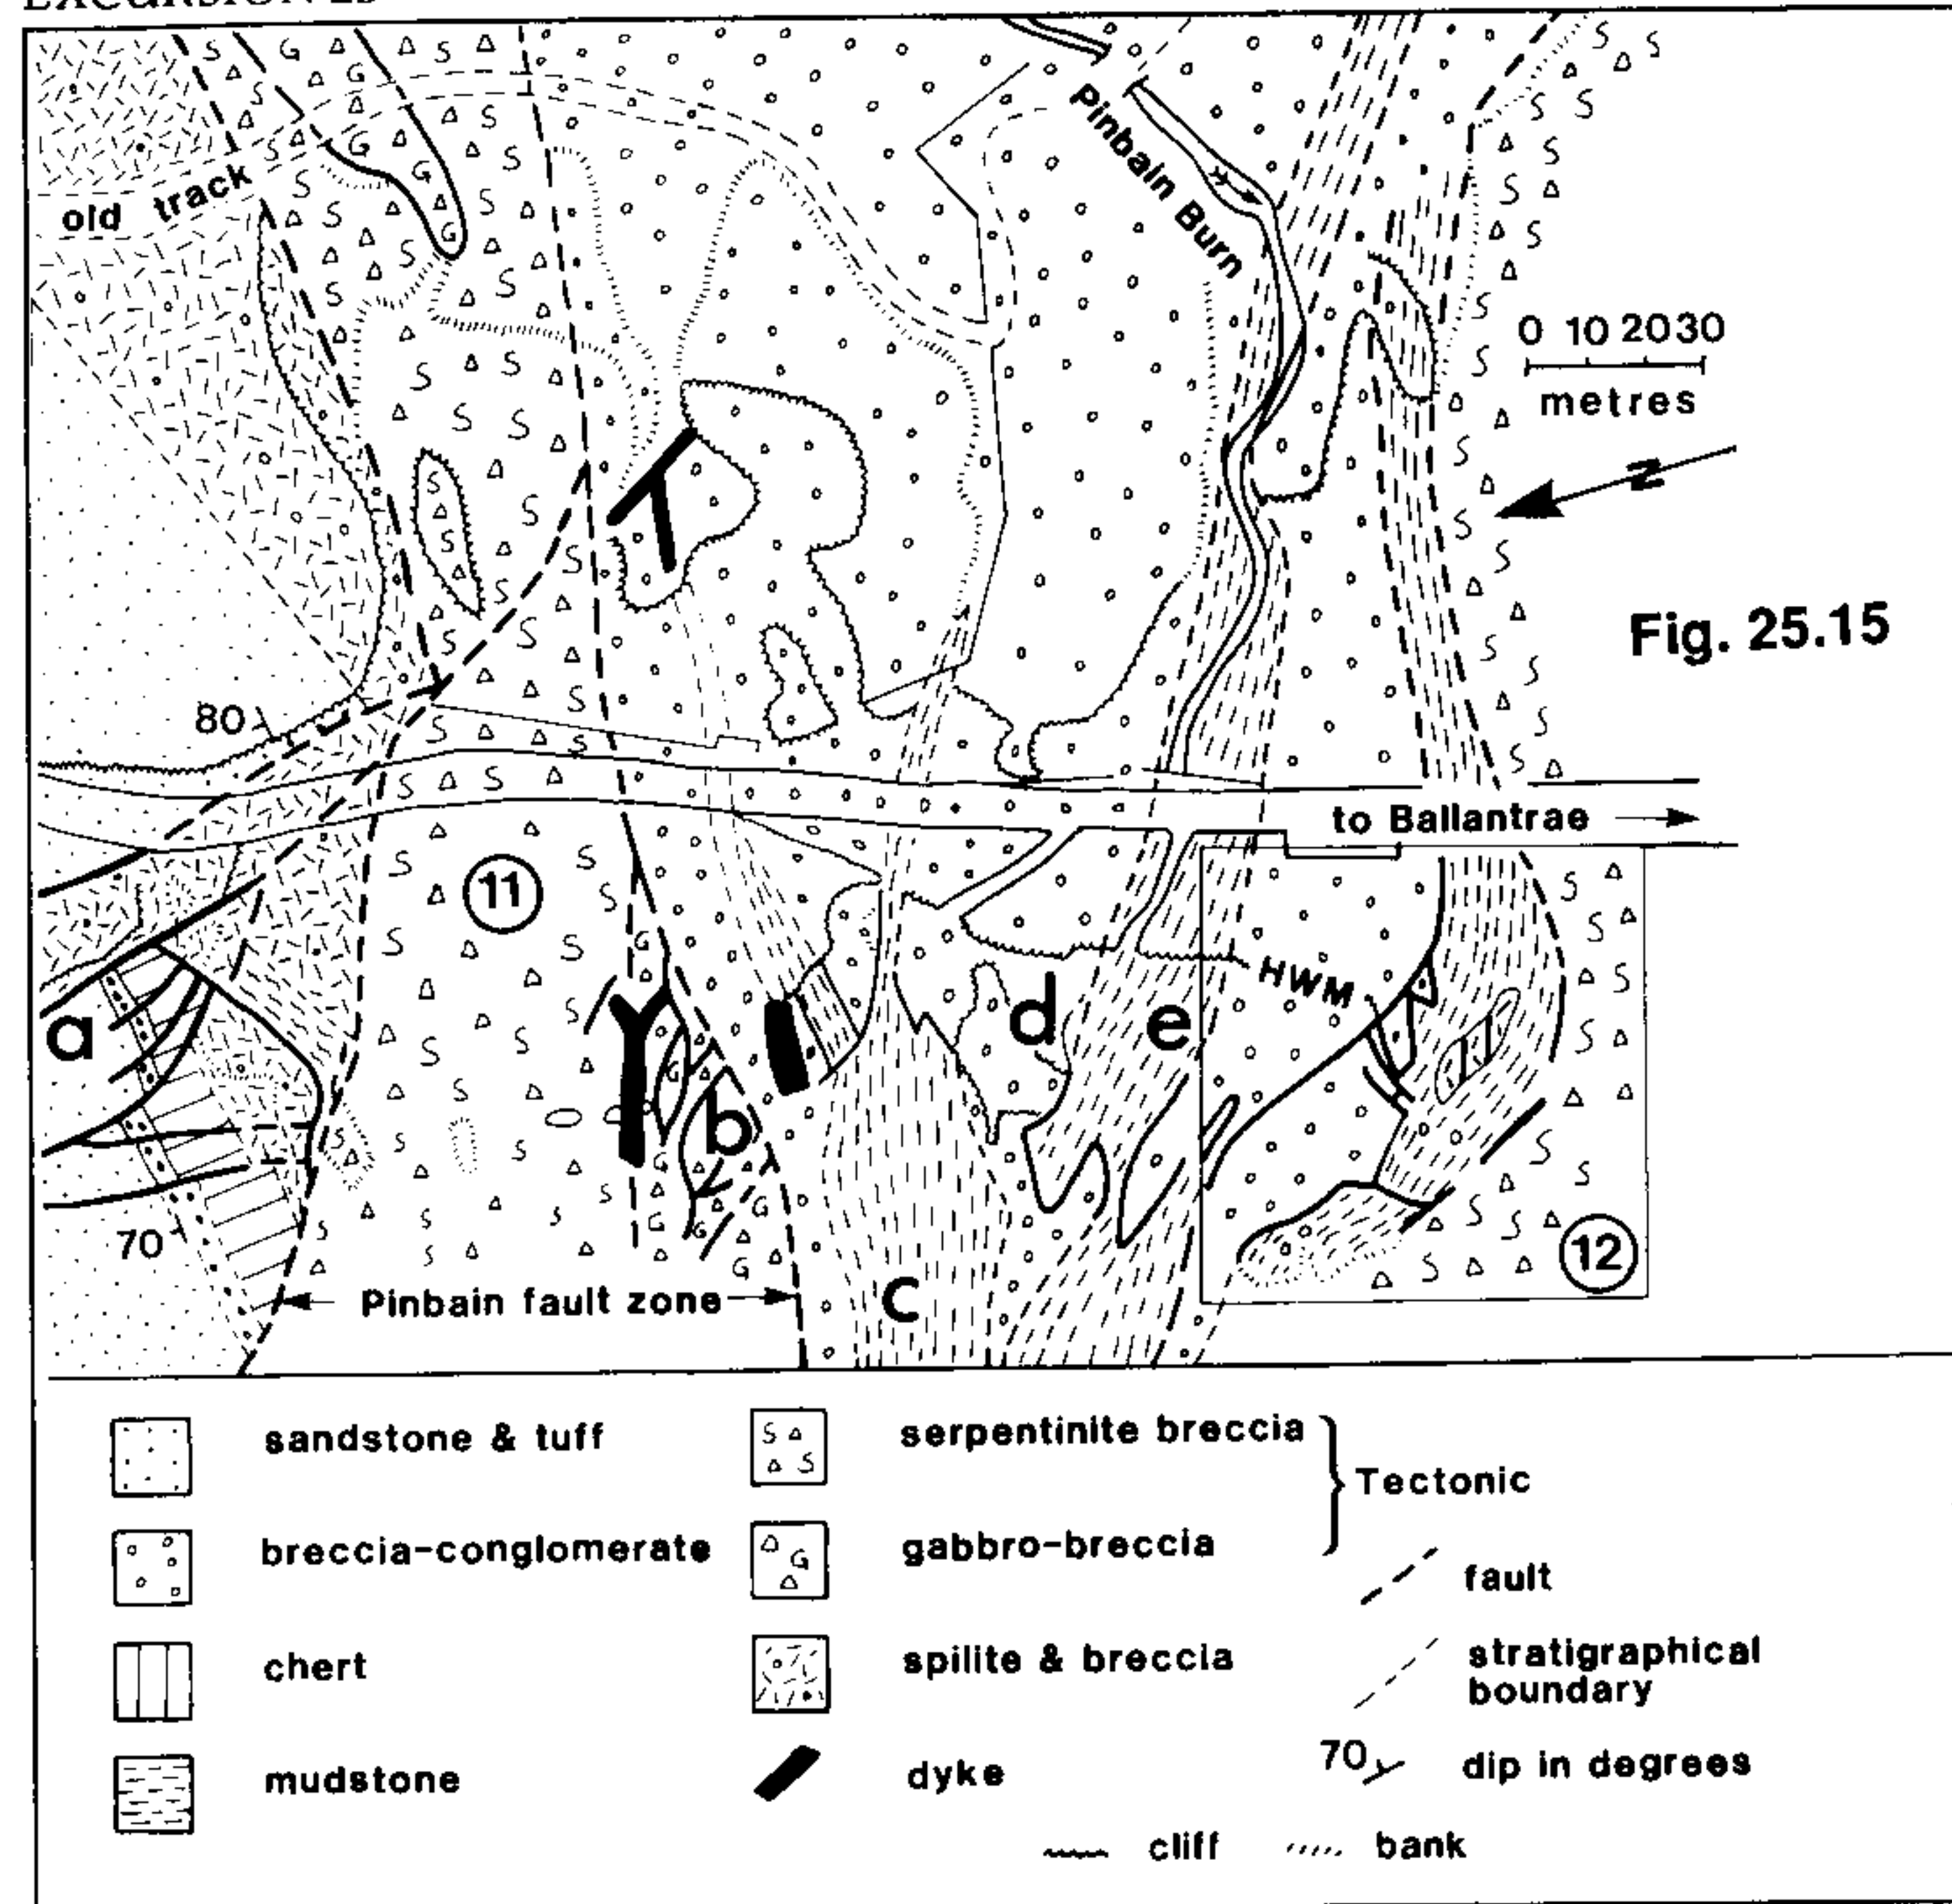 EXCURSION 25
old track
Pinbain Burn
0 10 20 30
metres
N
Fig. 25.15
80
to Ballantrae
11
HWM
a
d
e
b
12
70
Pinbain fault zone
c
sandstone & tuff
serpentinite breccia
Tectonic
breccia-conglomerate
gabbro-breccia
fault
chert
spilite & breccia
stratigraphical
boundary
mudstone
dyke
70
dip in degrees
cliff
bank